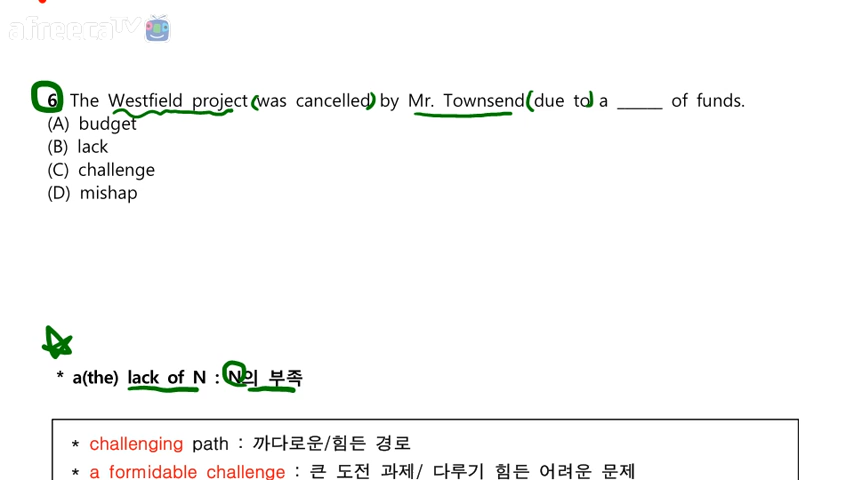 afreecaTV
6. The Westfield project was cancelled by Mr. Townsend due to a _____ of funds.
(A) budget
(B) lack
(C) challenge
(D) mishap
* a(the) lack of N : N의 부족
* challenging path : 까다로운/힘든 경로
* a formidable challenge : 큰 도전 과제/ 다루기 힘든 어려운 문제